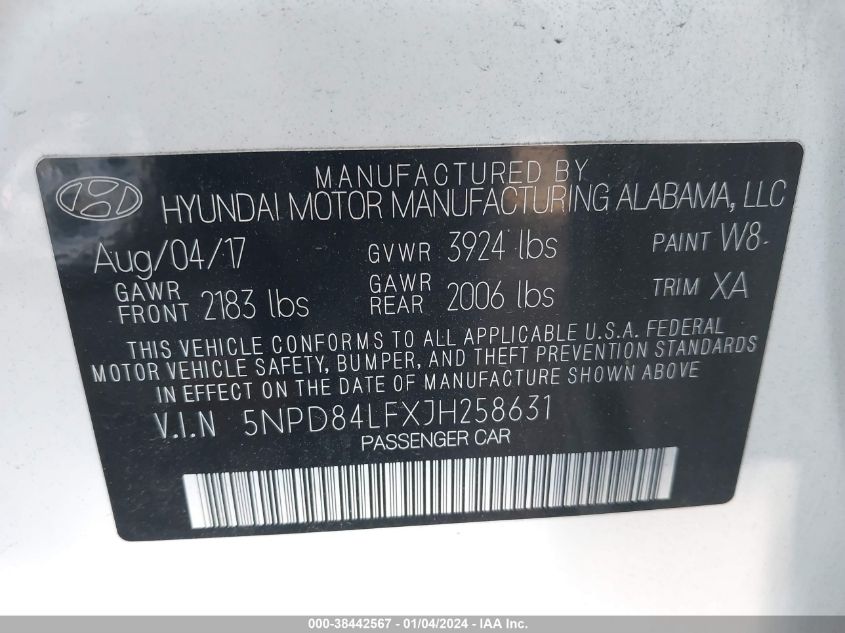 MANUFACTURED BY
HYUNDAI MOTOR MANUFACTURING ALABAMA, LLC
Aug/04/17 GVWR 3924 lbs PAINT W8-
GAWR FRONT 2183 lbs GAWR REAR 2006 lbs TRIM XA
THIS VEHICLE CONFORMS TO ALL APPLICABLE U.S.A. FEDERAL
MOTOR VEHICLE SAFETY, BUMPER, AND THEFT PREVENTION STANDARDS
IN EFFECT ON THE DATE OF MANUFACTURE SHOWN ABOVE
V.I.N 5NPD84LFXJH258631
PASSENGER CAR
000-38442567 - 01/04/2024 - IAA Inc.